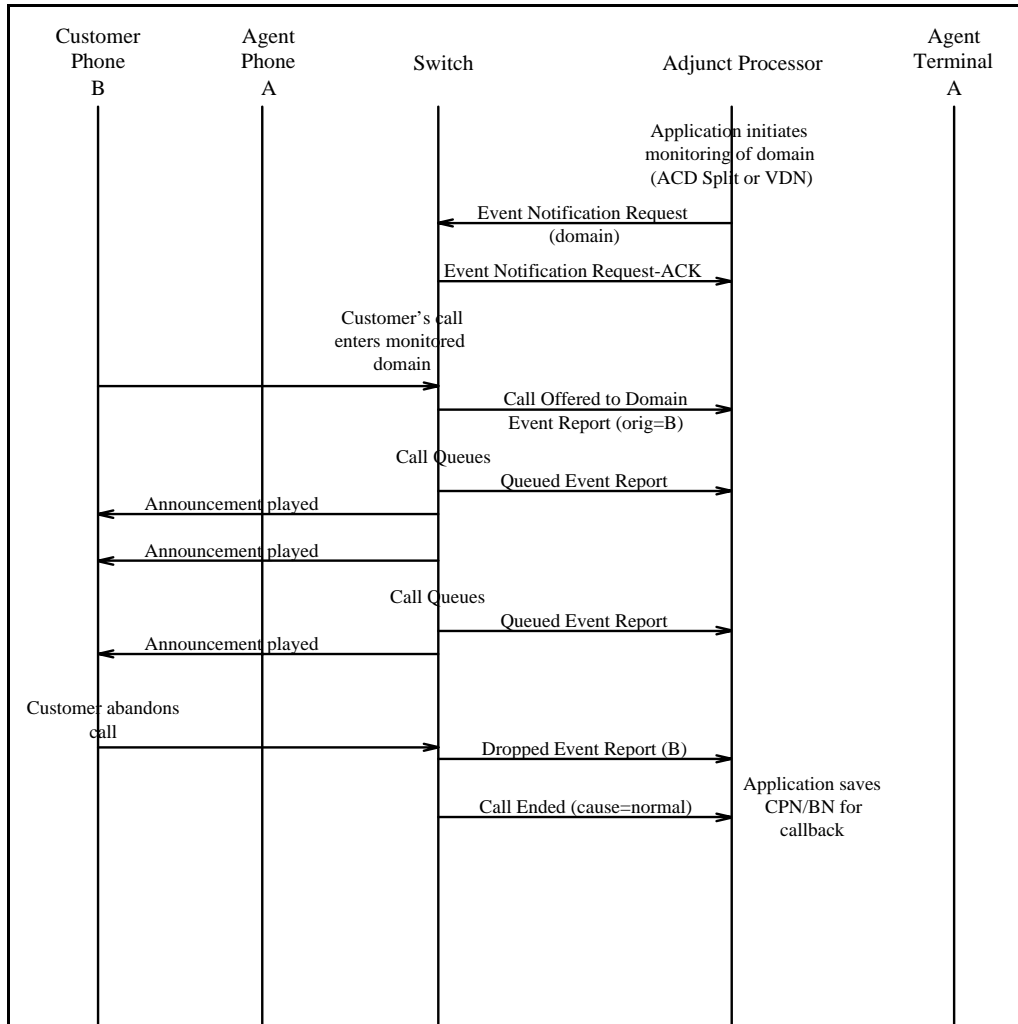 Customer
Phone
B
Agent
Phone
A
Switch
Adjunct Processor
Agent
Terminal
A
Application initiates
monitoring of domain
(ACD Split or VDN)
Event Notification Request
(domain)
Event Notification Request-ACK
Customer’s call
enters monitored
domain
Call Offered to Domain
Event Report (orig=B)
Call Queues
Queued Event Report
Announcement played
Announcement played
Call Queues
Queued Event Report
Announcement played
Customer abandons
call
Dropped Event Report (B)
Application saves
CPN/BN for
callback
Call Ended (cause=normal)